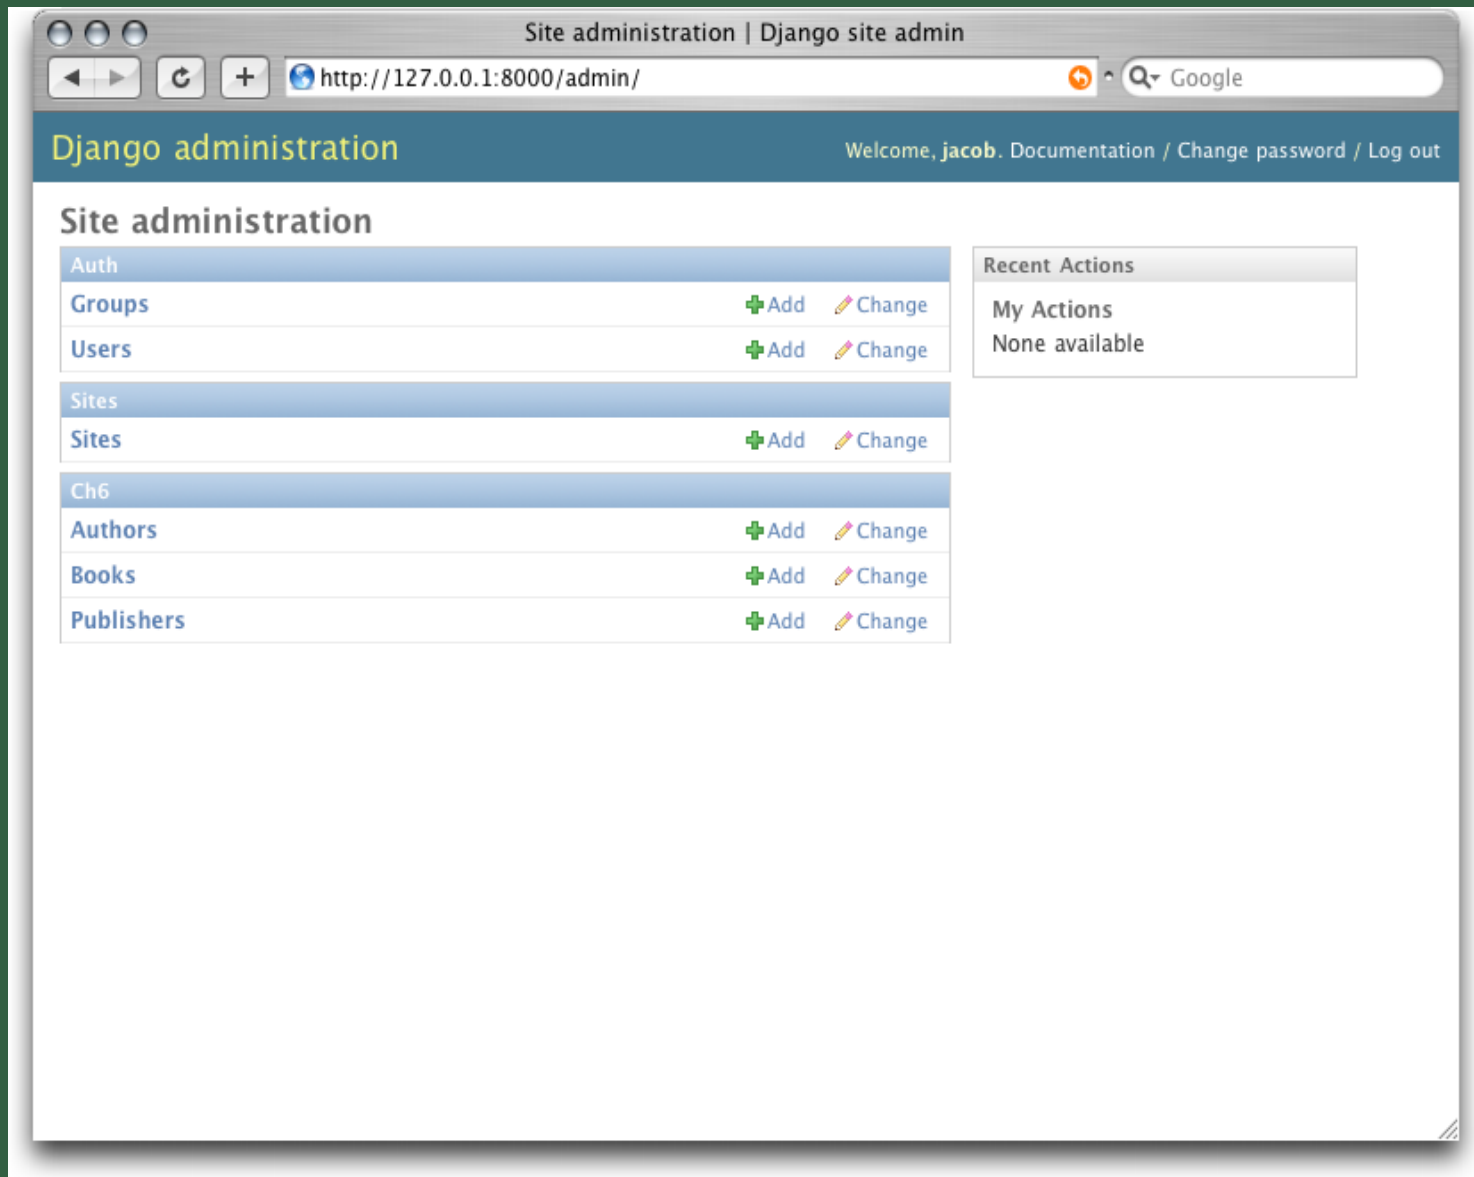 Site administration | Django site admin
http://127.0.0.1:8000/admin/
Google
Django administration
Welcome, jacob. Documentation / Change password / Log out
Site administration
Auth
Groups Add Change
Users Add Change
Sites
Sites Add Change
Ch6
Authors Add Change
Books Add Change
Publishers Add Change
Recent Actions
My Actions
None available